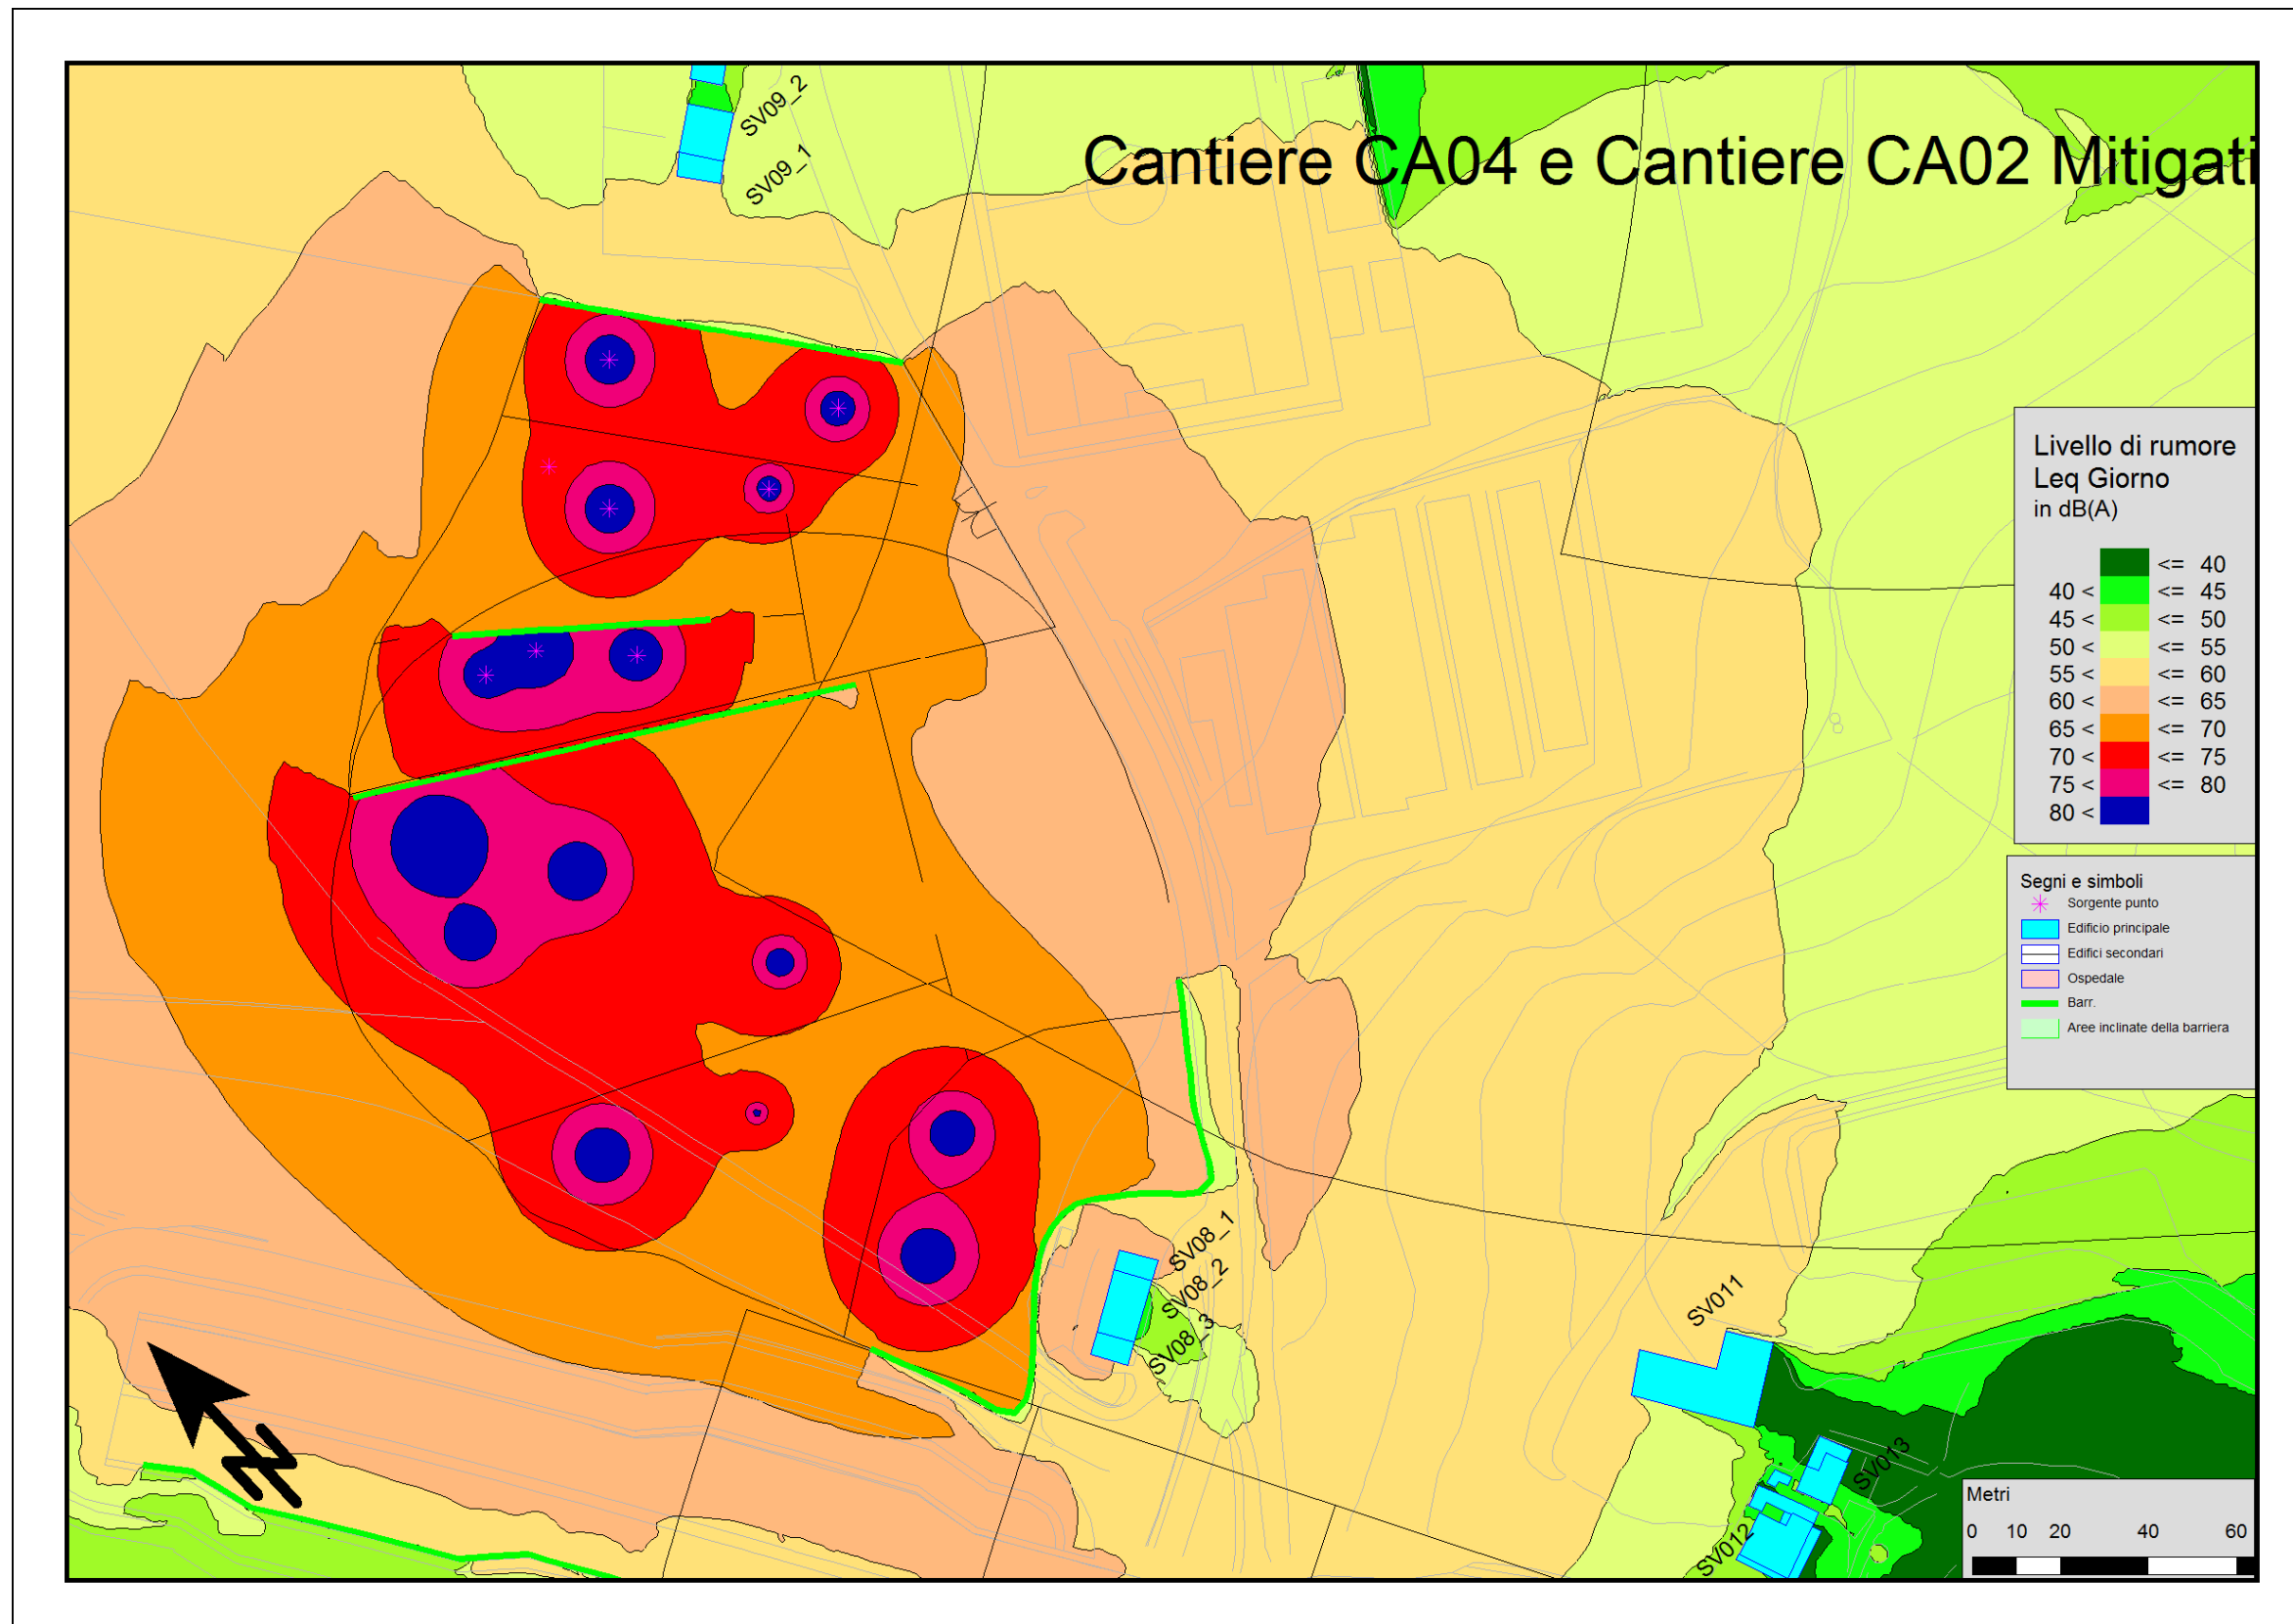 SV09_2
SV09_1
Cantiere CA04 e Cantiere CA02 Mitigati
Livello di rumore
Leq Giorno
in dB(A)
<= 40
40 < <= 45
45 < <= 50
50 < <= 55
55 < <= 60
60 < <= 65
65 < <= 70
70 < <= 75
75 < <= 80
80 <
Segni e simboli
Sorgente punto
Edificio principale
Edifici secondari
Ospedale
Barr.
Aree inclinate della barriera
SV08_1
SV08_2
SV08_3
SV011
SV013
SV012
Metri
0 10 20 40 60